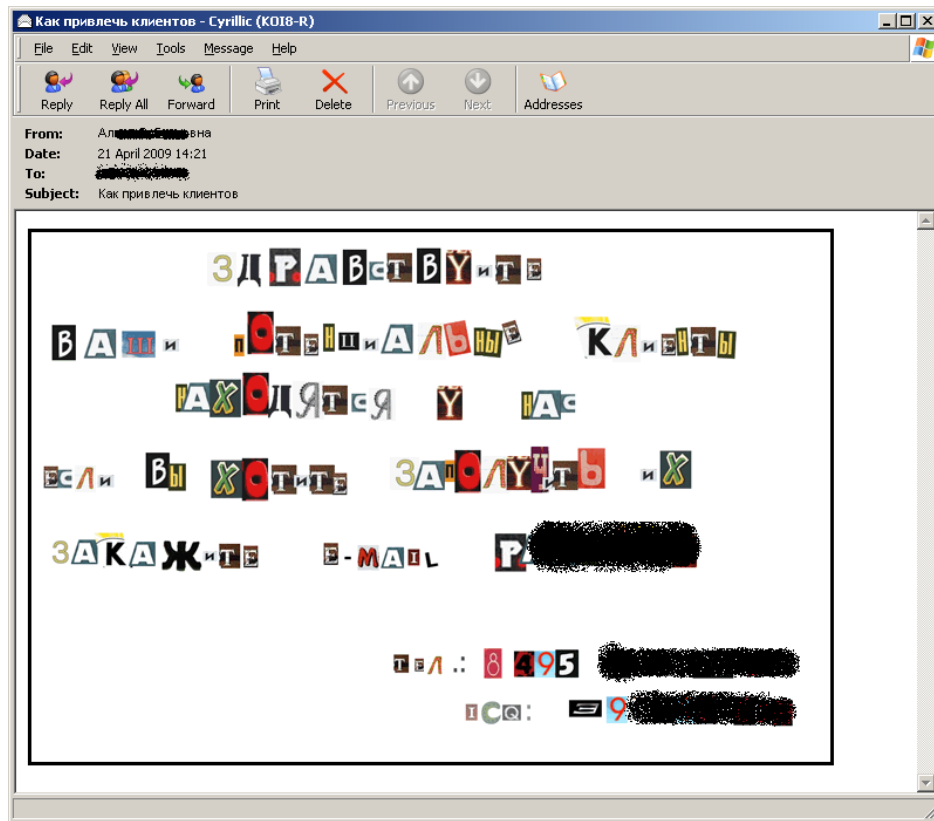 Как привлечь клиентов - Cyrillic (KOI8-R)
File Edit View Tools Message Help
Reply Reply All Forward Print Delete Previous Next Addresses
From:
Date: 21 April 2009 14:21
To:
Subject: Как привлечь клиентов
ЗДРАВСТВУите
ВАШи пОТЕНциАЛЬНЫЕ КЛиЕНТЫ
НАХОДЯТСЯ У НАС
ЕСЛи ВЫ ХОТиТЕ ЗАПОЛУЧиТЬ иХ
ЗАКАЖиТЕ E-MAIL
ТЕЛ.: 8 495
ICQ: 39